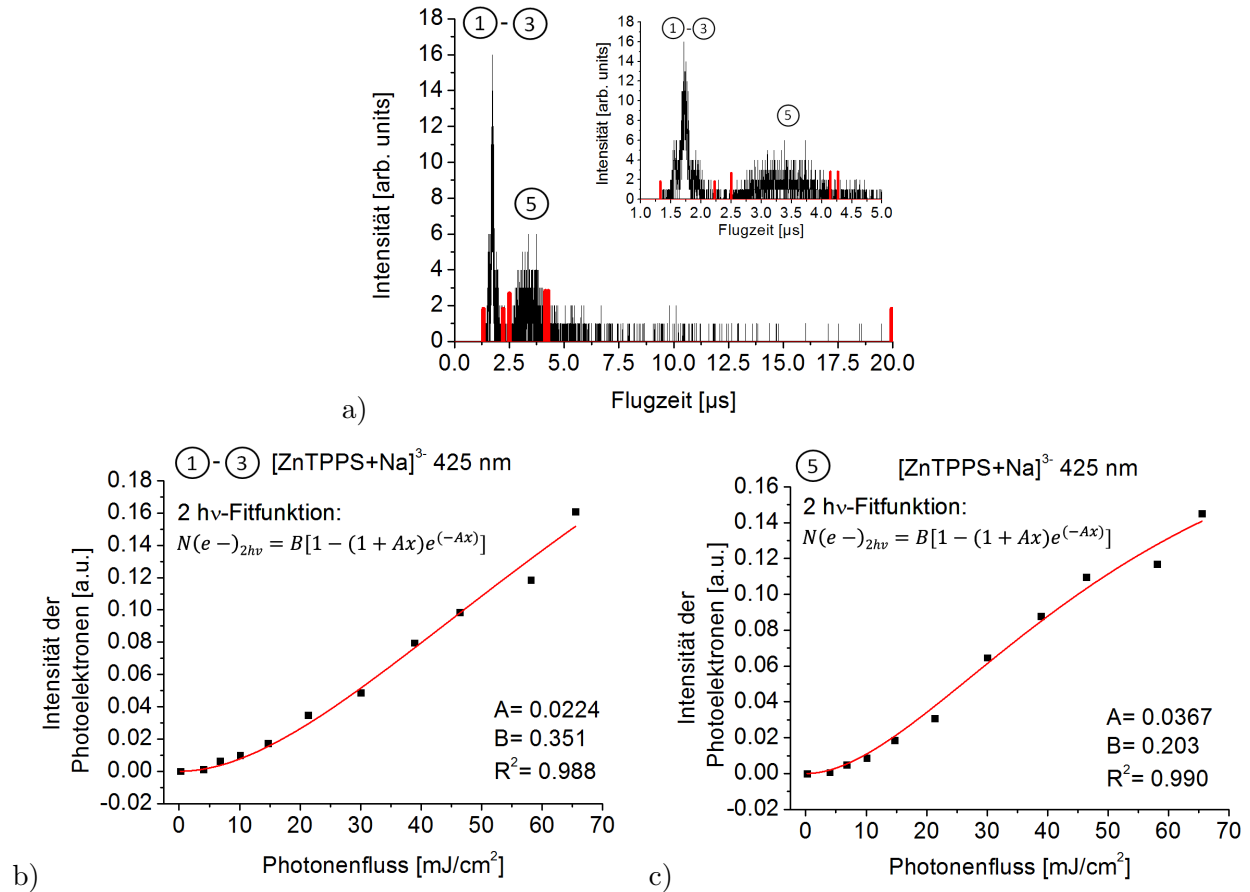 ① - ③
18
16
14
12
10
8
6
4
2
0
Intensität [arb. units]
⑤
0.0 2.5 5.0 7.5 10.0 12.5 15.0 17.5 20.0
Flugzeit [µs]
① - ③
18
16
14
12
10
8
6
4
2
0
Intensität [arb. units]
⑤
1.0 1.5 2.0 2.5 3.0 3.5 4.0 4.5 5.0
Flugzeit [µs]
a)
① - ③ [ZnTPPS+Na]³⁻ 425 nm
0.18
0.16
0.14
0.12
0.10
0.08
0.06
0.04
0.02
0.00
-0.02
Intensität der
Photoelektronen [a.u.]
2 hν-Fitfunktion:
N(e −)₂hv = B[1 − (1 + Ax)e^(−Ax)]
A= 0.0224
B= 0.351
R²= 0.988
0 10 20 30 40 50 60 70
Photonenfluss [mJ/cm²]
b)
⑤ [ZnTPPS+Na]³⁻ 425 nm
0.16
0.14
0.12
0.10
0.08
0.06
0.04
0.02
0.00
-0.02
Intensität der
Photoelektronen [a.u.]
2 hν-Fitfunktion:
N(e −)₂hv = B[1 − (1 + Ax)e^(−Ax)]
A= 0.0367
B= 0.203
R²= 0.990
0 10 20 30 40 50 60 70
Photonenfluss [mJ/cm²]
c)